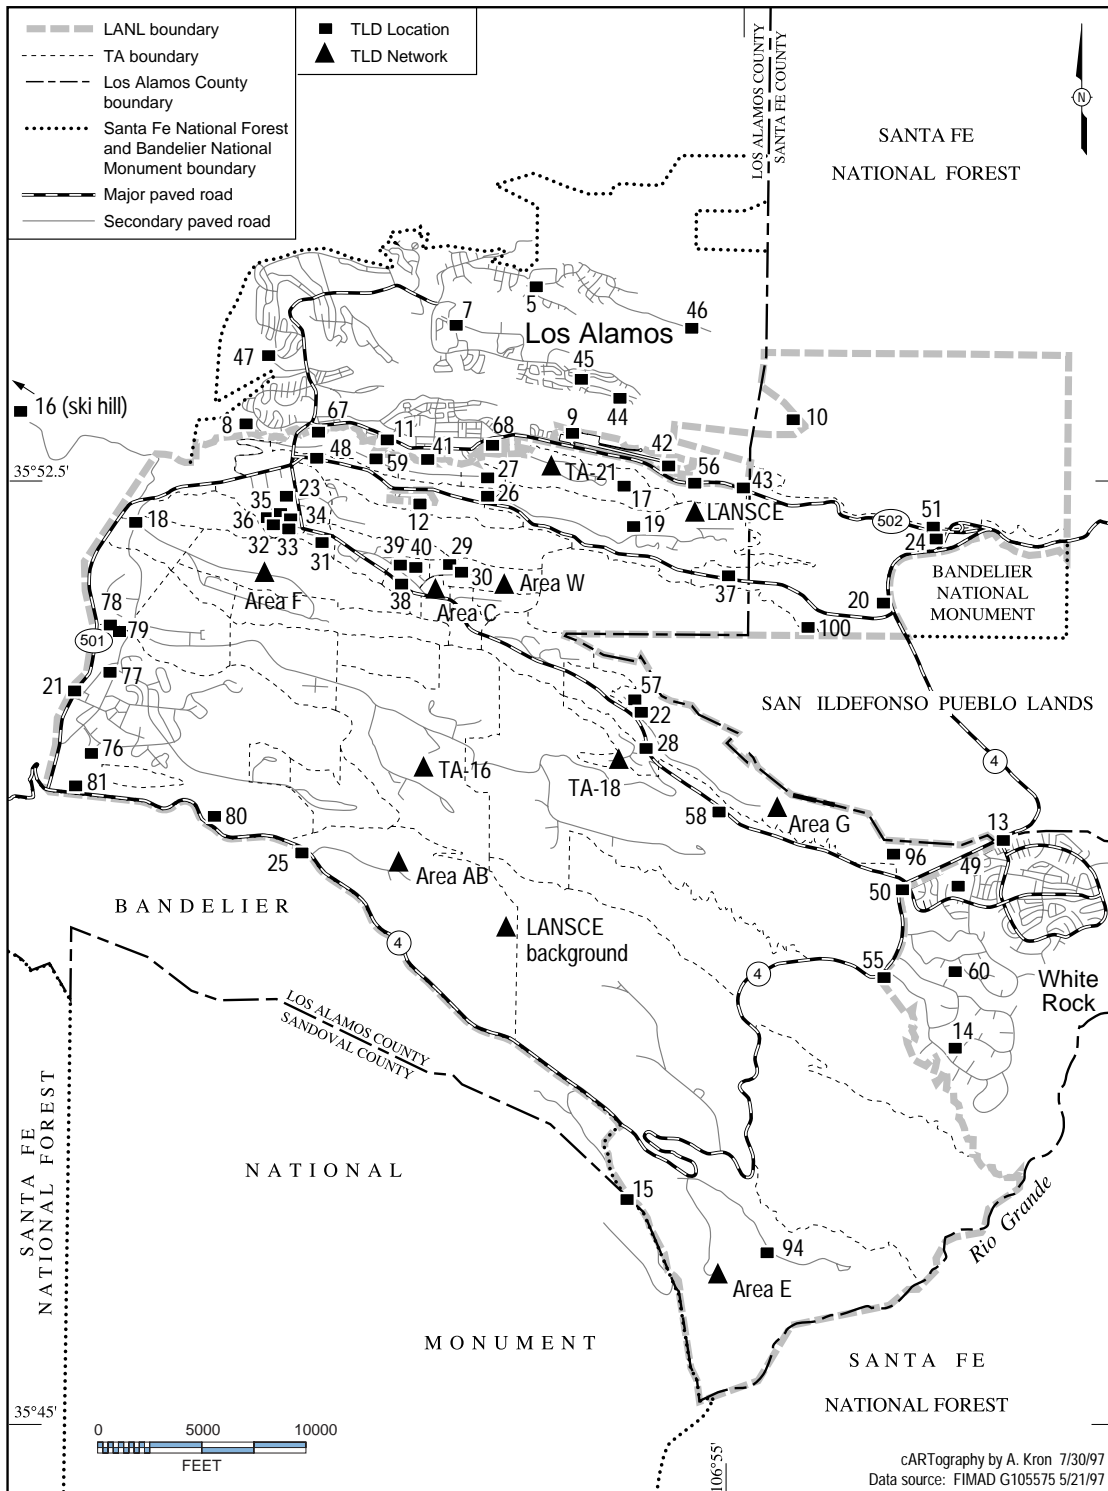 LANL boundary
TA boundary
Los Alamos County
boundary
Santa Fe National Forest
and Bandelier National
Monument boundary
Major paved road
Secondary paved road
TLD Location
TLD Network
LOS ALAMOS COUNTY
SANTA FE COUNTY
N
SANTA FE
NATIONAL FOREST
5
7
46
Los Alamos
47
45
16 (ski hill)
44
8
67
11
68
9
10
48
59
41
42
35°52.5'
27
TA-21
56
43
23
26
17
35
34
12
LANSCE
51
18
36
19
502
24
32
33
31
39
40
29
30
Area W
BANDELIER
NATIONAL
MONUMENT
Area F
38
Area C
37
20
78
79
100
501
77
21
57
SAN ILDEFONSO PUEBLO LANDS
22
76
28
4
81
TA-16
TA-18
80
58
Area G
13
25
96
49
Area AB
50
BANDELIER
LANSCE
background
4
4
55
60
White
Rock
14
LOS ALAMOS COUNTY
SANDOVAL COUNTY
SANTA FE
NATIONAL FOREST
NATIONAL
15
Rio Grande
94
Area E
MONUMENT
SANTA FE
NATIONAL FOREST
35°45'
0 5000 10000
FEET
106°55'
cARTography by A. Kron 7/30/97
Data source: FIMAD G105575 5/21/97